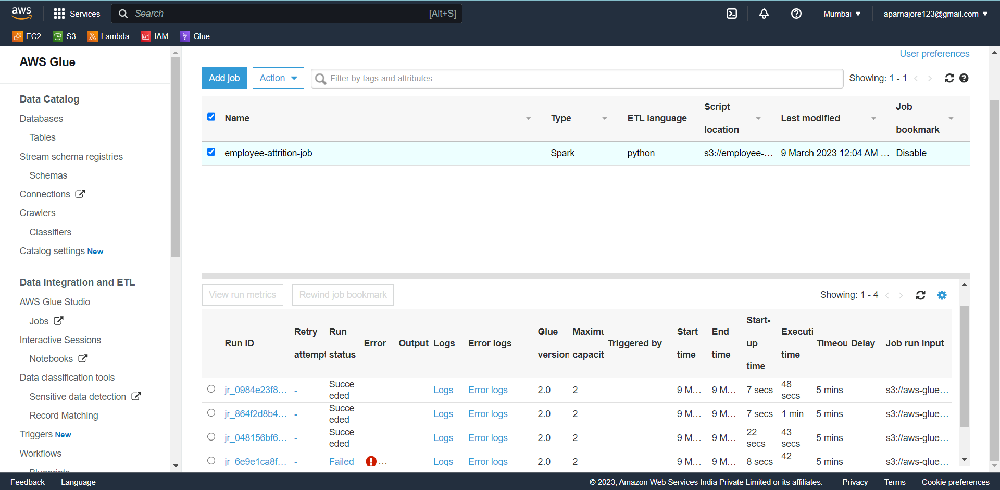 aws
Services
Search
[Alt+S]
Mumbai
aparnajore123@gmail.com
EC2
S3
Lambda
IAM
Glue
AWS Glue
Data Catalog
Databases
Tables
Stream schema registries
Schemas
Connections
Crawlers
Classifiers
Catalog settings New
Data Integration and ETL
AWS Glue Studio
Jobs
Interactive Sessions
Notebooks
Data classification tools
Sensitive data detection
Record Matching
Triggers New
Workflows
Blueprints
User preferences
Add job
Action
Filter by tags and attributes
Showing: 1 - 1
Name
Type
ETL language
Script location
Last modified
Job bookmark
employee-attrition-job
Spark
python
s3://employee-...
9 March 2023 12:04 AM ...
Disable
View run metrics
Rewind job bookmark
Showing: 1 - 4
Run ID
Retry attempt
Run status
Error
Output
Logs
Error logs
Glue version
Maximu capacit
Triggered by
Start time
End time
Start-up time
Executi time
Timeou
Delay
Job run input
jr_0984e23f8... - Succeeded Logs Error logs 2.0 2 9 M... 9 M... 7 secs 48 secs 5 mins s3://aws-glue...
jr_864f2d8b4... - Succeeded Logs Error logs 2.0 2 9 M... 9 M... 7 secs 1 min 5 mins s3://aws-glue...
jr_048156bf6... - Succeeded Logs Error logs 2.0 2 9 M... 9 M... 22 secs 43 secs 5 mins s3://aws-glue...
jr_6e9e1ca8f... - Failed ... Logs Error logs 2.0 2 9 M... 9 M... 8 secs 42 5 mins s3://aws-glue...
Feedback
Language
© 2023, Amazon Web Services India Private Limited or its affiliates.
Privacy
Terms
Cookie preferences